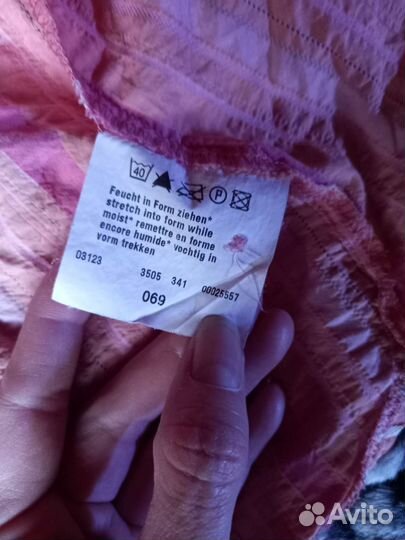 40
P
Feucht in Form ziehen*
stretch into form while
moist* remettre en forme
encore humide* vochtig in
vorm trekken
03123 3505 341 00025557
069
Avito